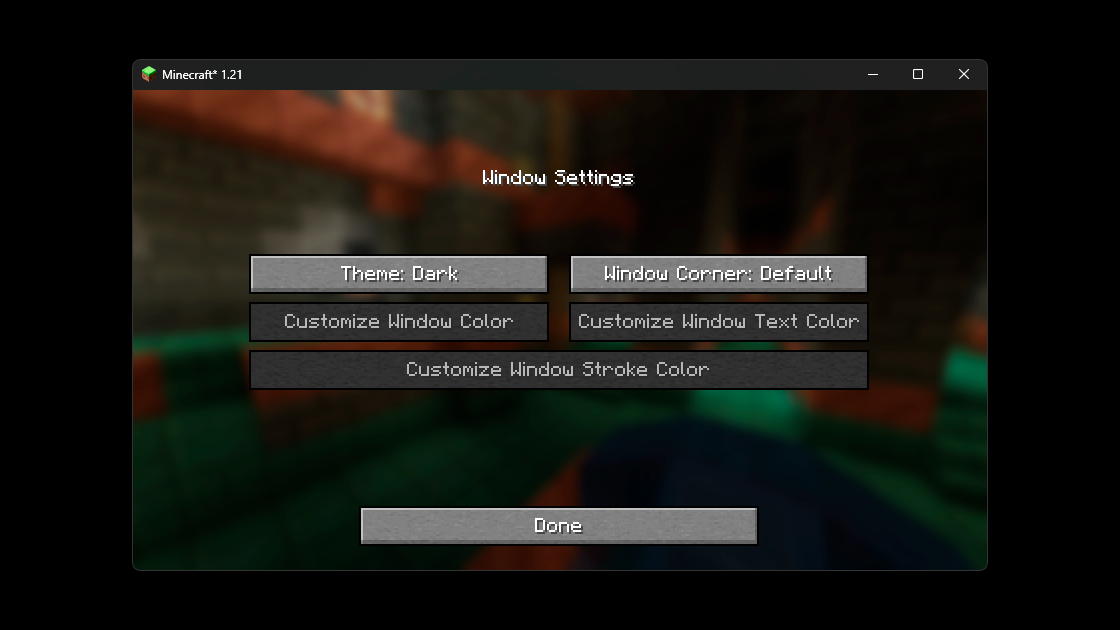 Minecraft* 1.21
Window Settings
Theme: Dark
Window Corner: Default
Customize Window Color
Customize Window Text Color
Customize Window Stroke Color
Done